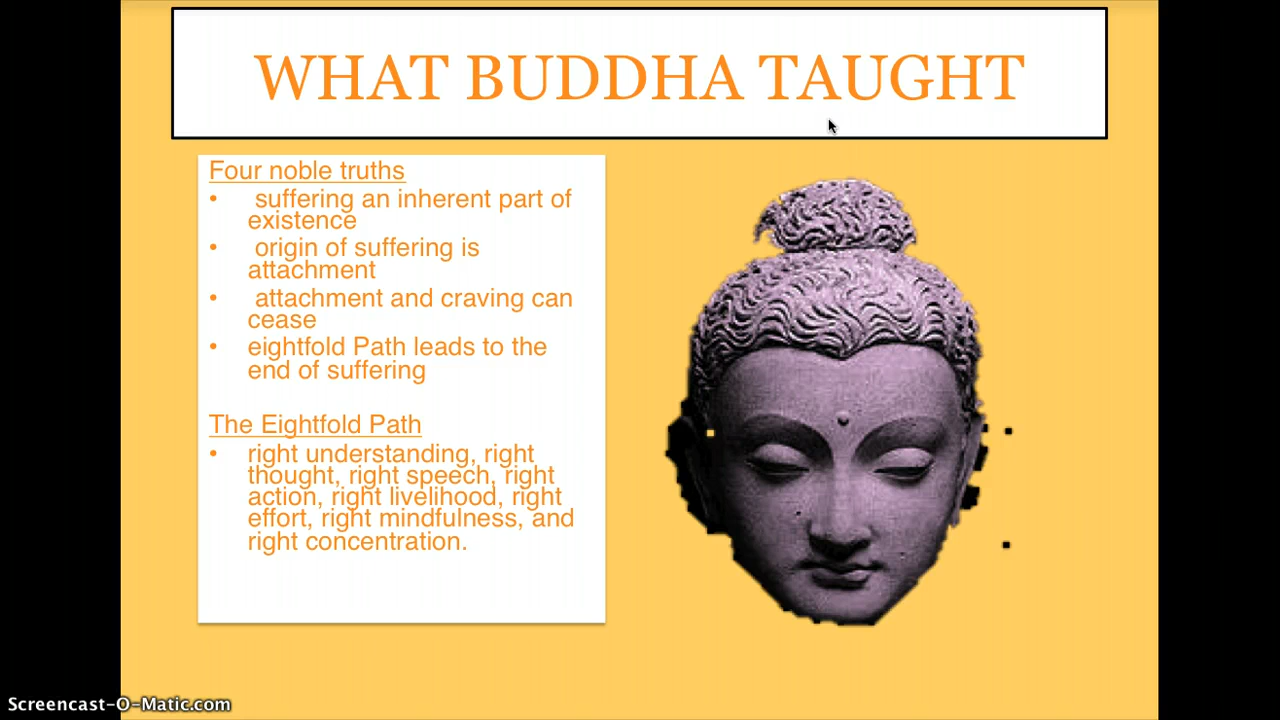 WHAT BUDDHA TAUGHT
Four noble truths
• suffering an inherent part of
existence
• origin of suffering is
attachment
• attachment and craving can
cease
• eightfold Path leads to the
end of suffering
The Eightfold Path
• right understanding, right
thought, right speech, right
action, right livelihood, right
effort, right mindfulness, and
right concentration.
Screencast-O-Matic.com